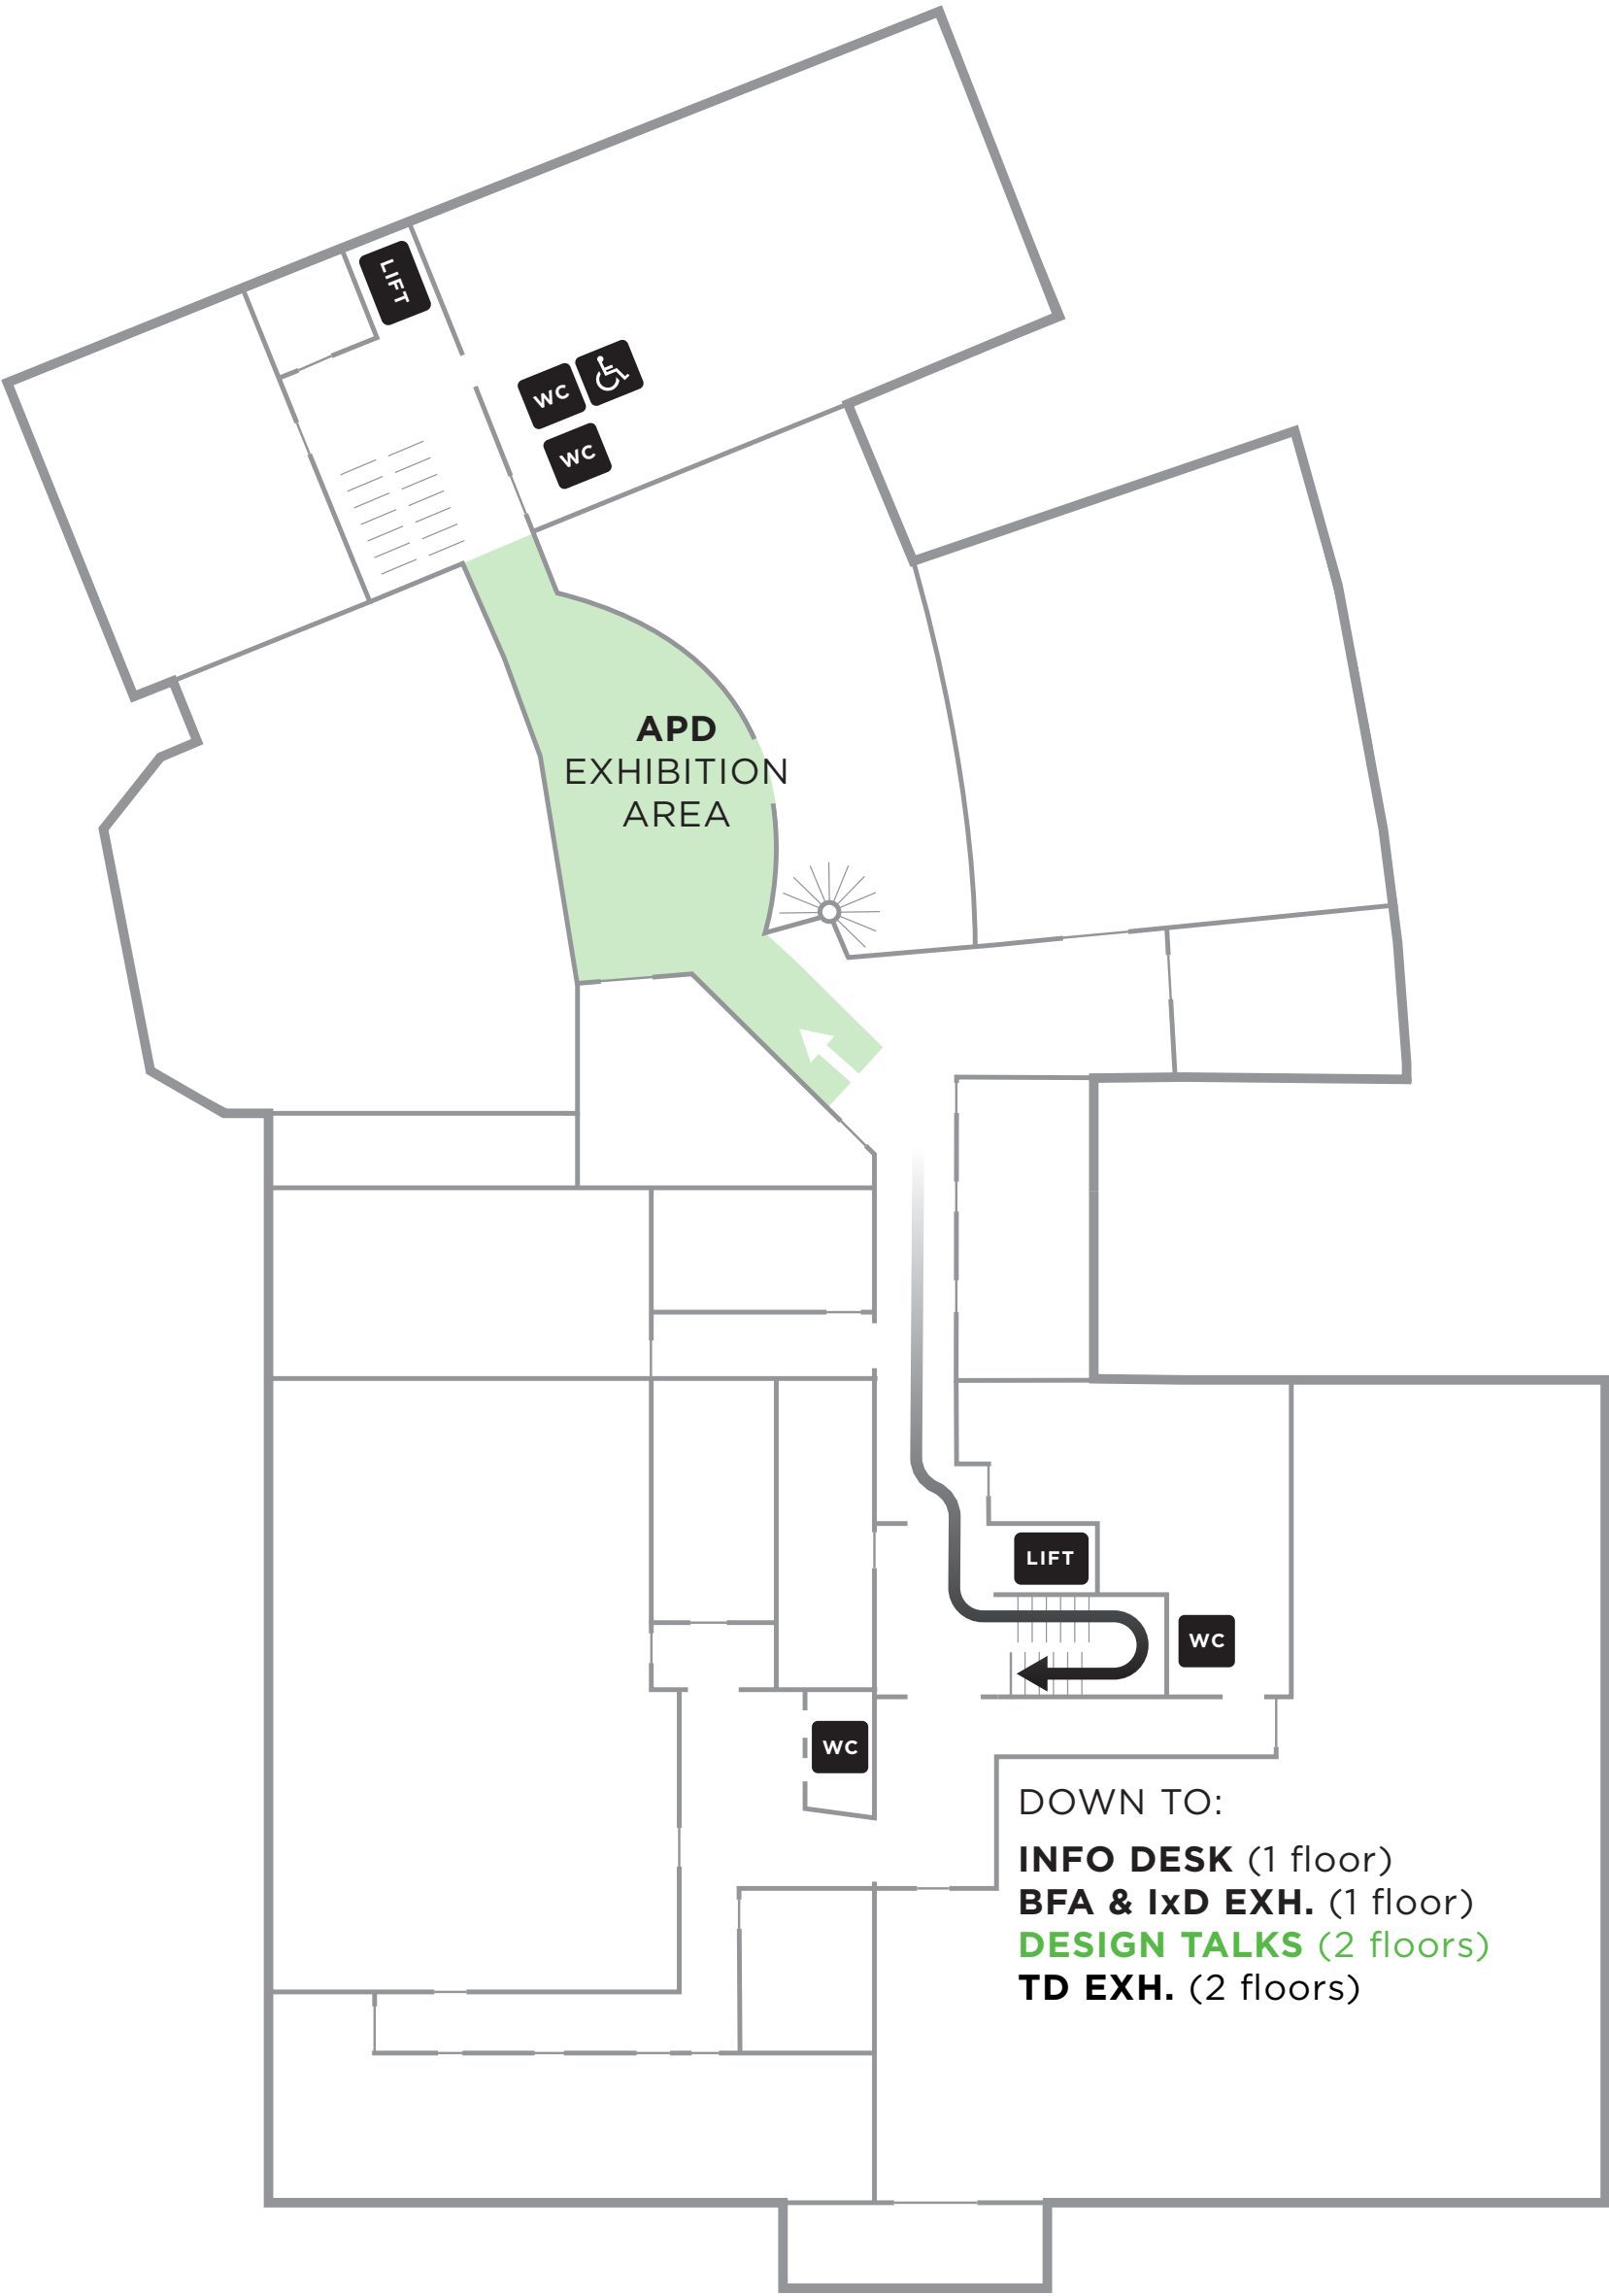 LIFT
WC
WC
APD
EXHIBITION
AREA
LIFT
WC
WC
DOWN TO:
INFO DESK (1 floor)
BFA & IxD EXH. (1 floor)
DESIGN TALKS (2 floors)
TD EXH. (2 floors)